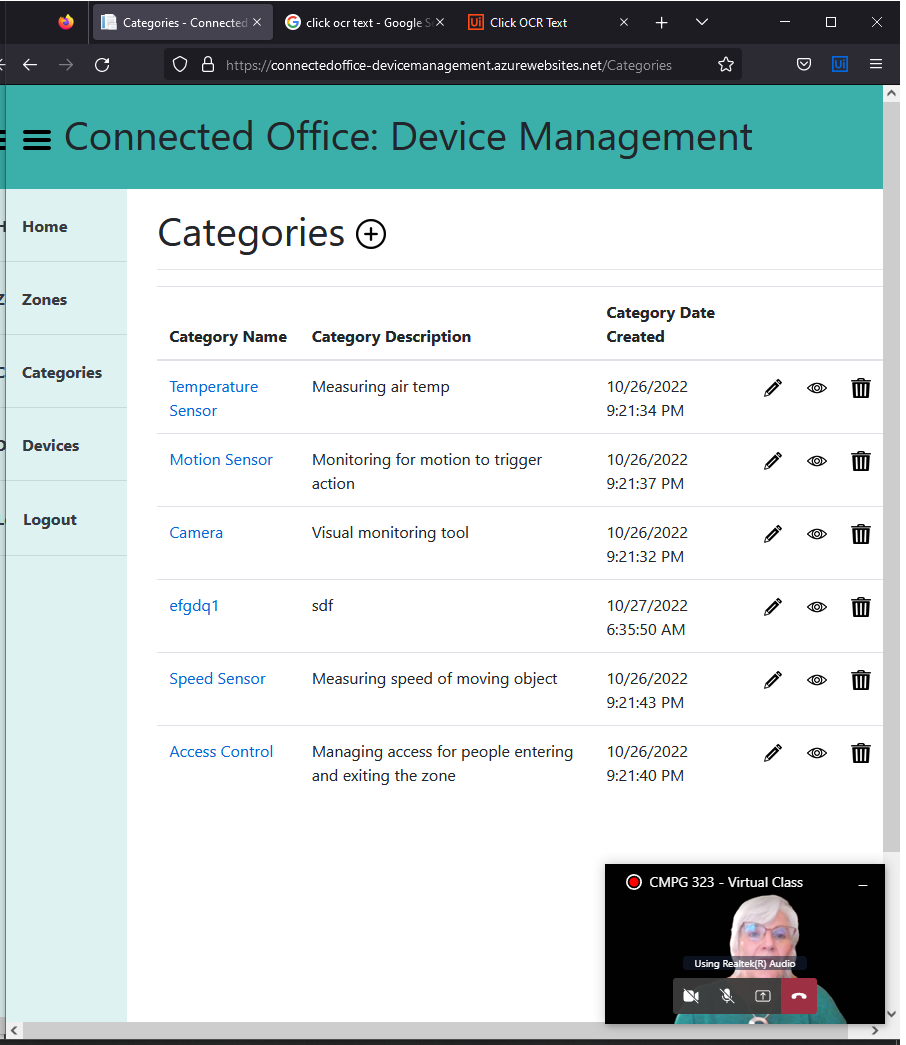 Categories - Connected
click ocr text - Google S
Ui Click OCR Text
https://connectedoffice-devicemanagement.azurewebsites.net/Categories
Ui
Connected Office: Device Management
Home
Zones
Categories
Devices
Logout
Categories
Category Name Category Description Category Date
Created
Temperature Measuring air temp 10/26/2022
Sensor 9:21:34 PM
Motion Sensor Monitoring for motion to trigger 10/26/2022
action 9:21:37 PM
Camera Visual monitoring tool 10/26/2022
9:21:32 PM
efgdq1 sdf 10/27/2022
6:35:50 AM
Speed Sensor Measuring speed of moving object 10/26/2022
9:21:43 PM
Access Control Managing access for people entering 10/26/2022
and exiting the zone 9:21:40 PM
CMPG 323 - Virtual Class
Using Realtek(R) Audio